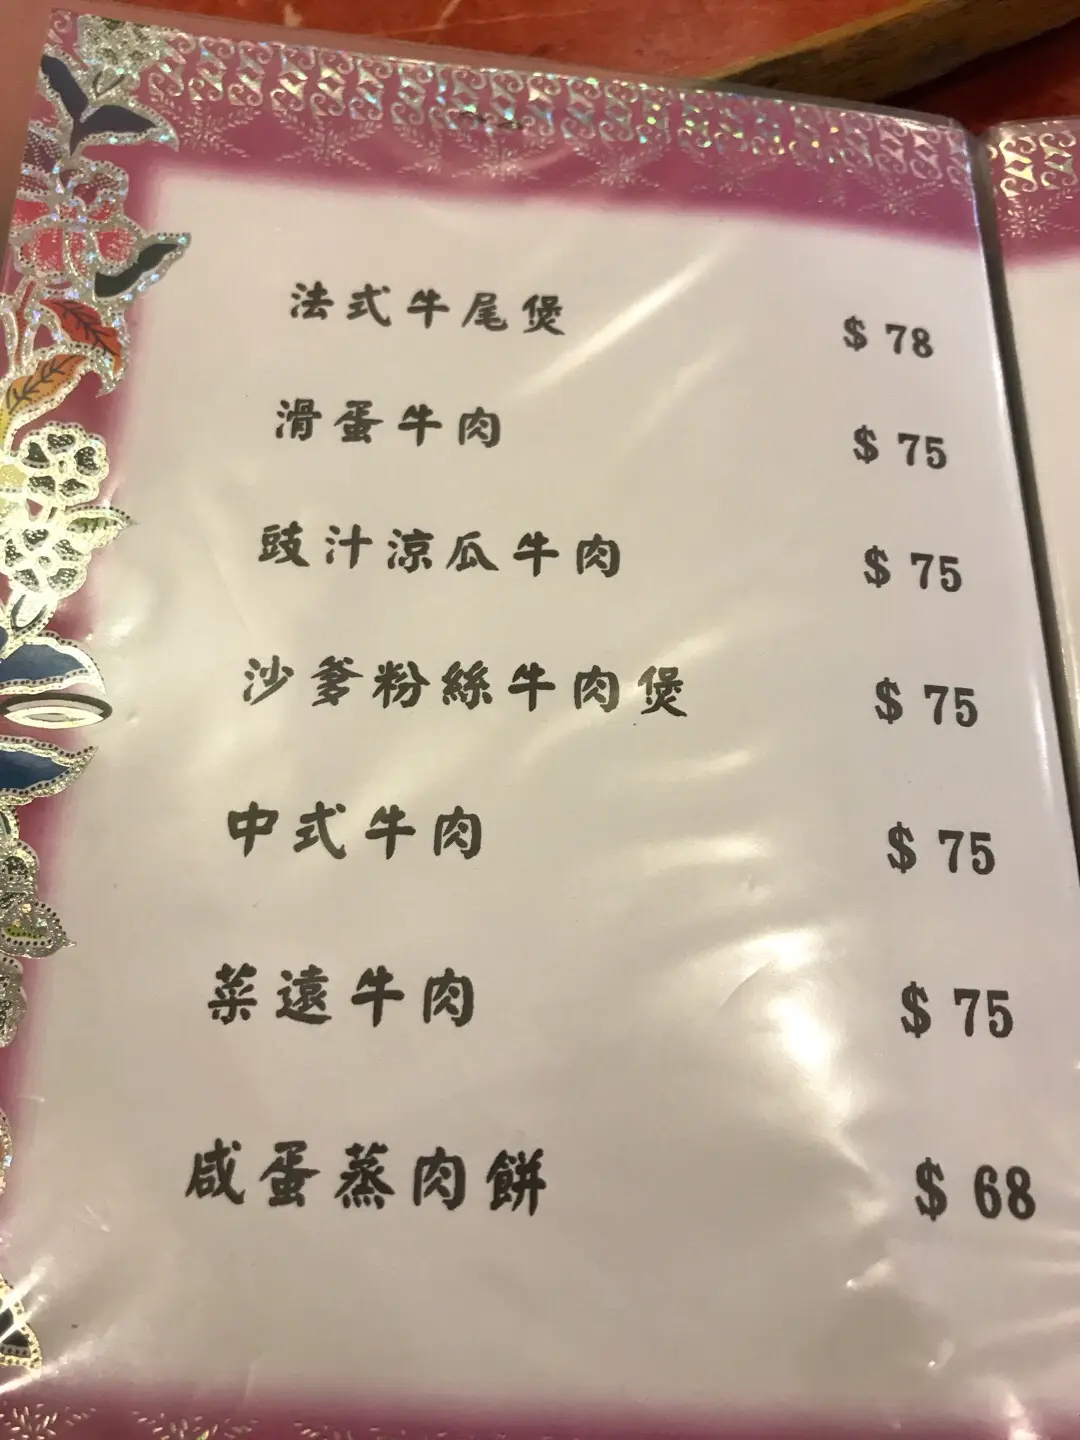 法式牛尾煲 $ 78
滑蛋牛肉 $ 75
豉汁涼瓜牛肉 $ 75
沙爹粉絲牛肉煲 $ 75
中式牛肉 $ 75
菜遠牛肉 $ 75
咸蛋蒸肉餅 $ 68